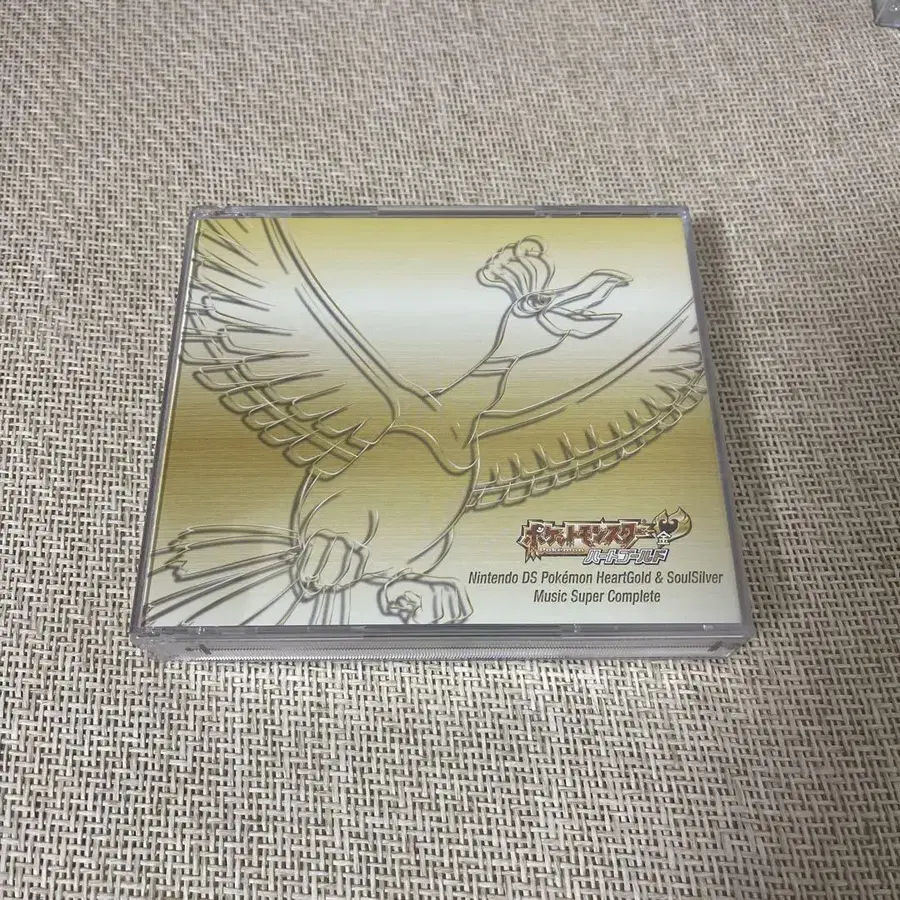 ポケットモンスター
金
ハートゴールド
Nintendo DS Pokémon HeartGold & SoulSilver
Music Super Complete